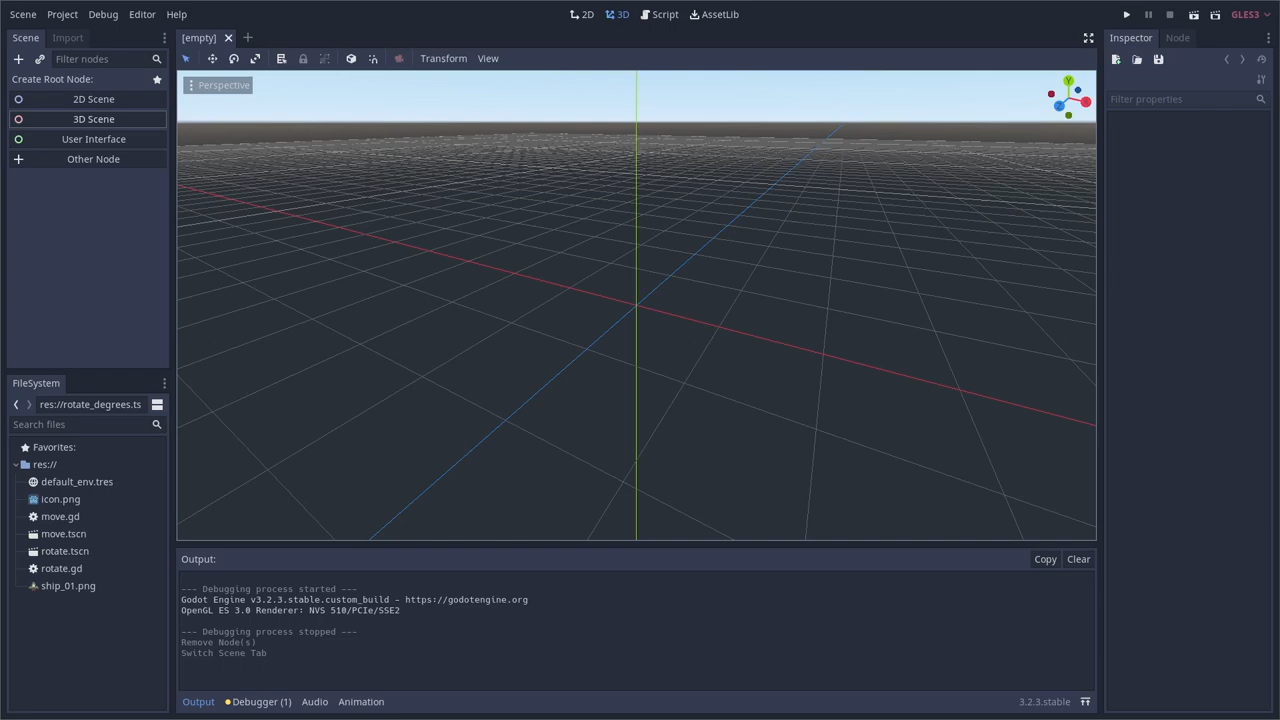 Scene Project Debug Editor Help
2D 3D Script AssetLib
GLES3
Scene Import
[empty]
Inspector Node
Filter nodes
Transform View
Create Root Node:
2D Scene
3D Scene
User Interface
Other Node
Perspective
Y
X
Z
Filter properties
FileSystem
res://rotate_degrees.ts
Search files
Favorites:
res://
default_env.tres
icon.png
move.gd
move.tscn
rotate.tscn
rotate.gd
ship_01.png
Output:
Copy Clear
--- Debugging process started ---
Godot Engine v3.2.3.stable.custom_build - https://godotengine.org
OpenGL ES 3.0 Renderer: NVS 510/PCIe/SSE2
--- Debugging process stopped ---
Remove Node(s)
Switch Scene Tab
Output Debugger (1) Audio Animation
3.2.3.stable